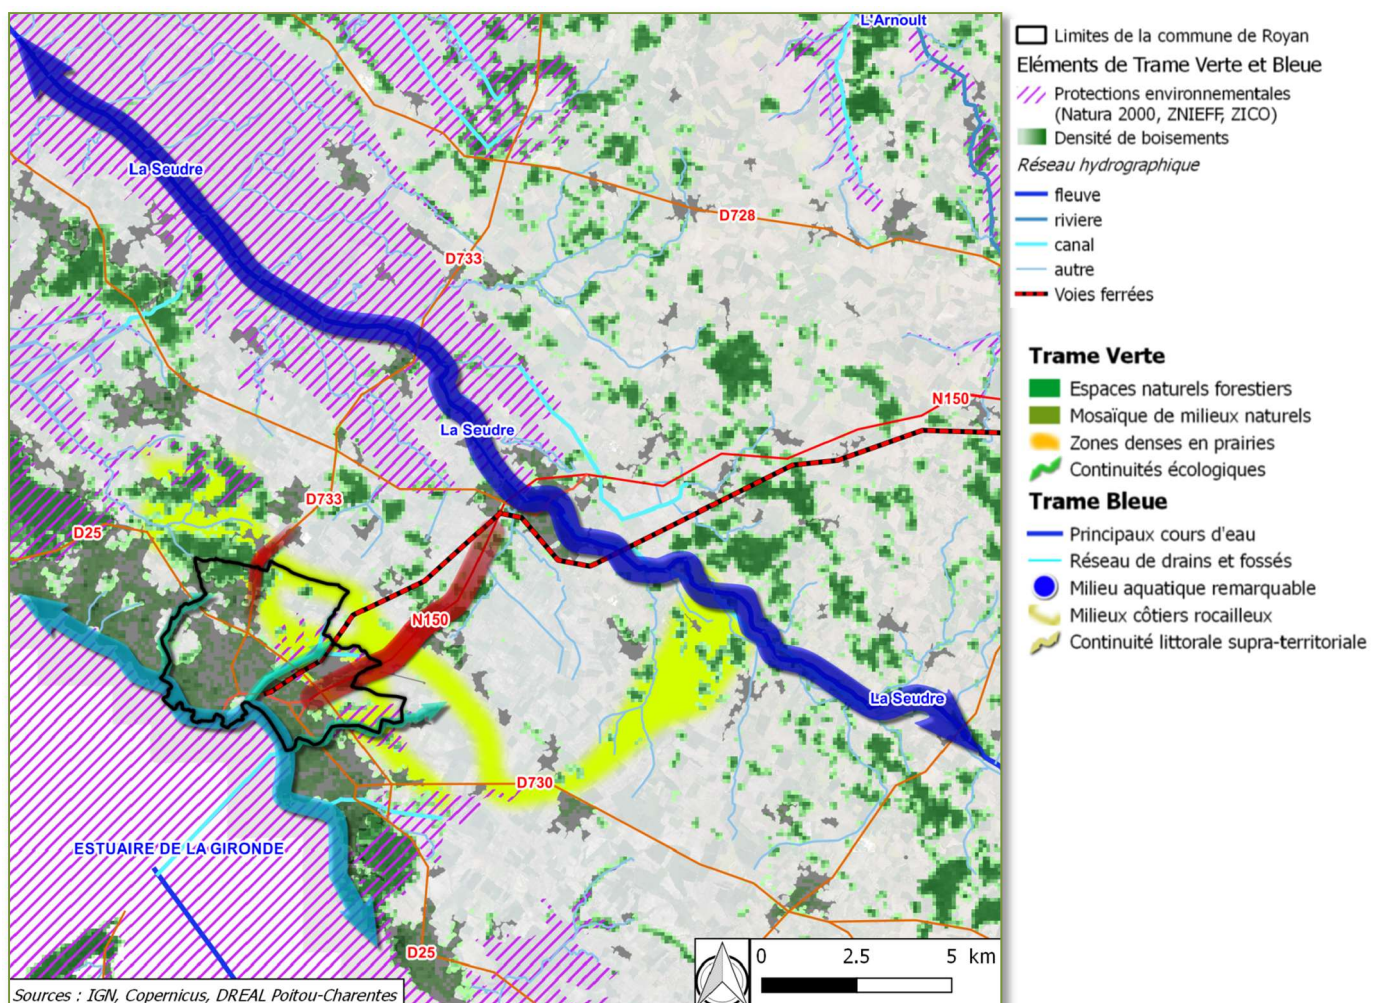 L'Arnoult
La Seudre
D728
D733
N150
La Seudre
D733
D25
N150
La Seudre
D730
ESTUAIRE DE LA GIRONDE
D25
0 2.5 5 km
Sources : IGN, Copernicus, DREAL Poitou-Charentes
Limites de la commune de Royan
Eléments de Trame Verte et Bleue
Protections environnementales
(Natura 2000, ZNIEFF, ZICO)
Densité de boisements
Réseau hydrographique
fleuve
riviere
canal
autre
Voies ferrées
Trame Verte
Espaces naturels forestiers
Mosaïque de milieux naturels
Zones denses en prairies
Continuités écologiques
Trame Bleue
Principaux cours d'eau
Réseau de drains et fossés
Milieu aquatique remarquable
Milieux côtiers rocailleux
Continuité littorale supra-territoriale